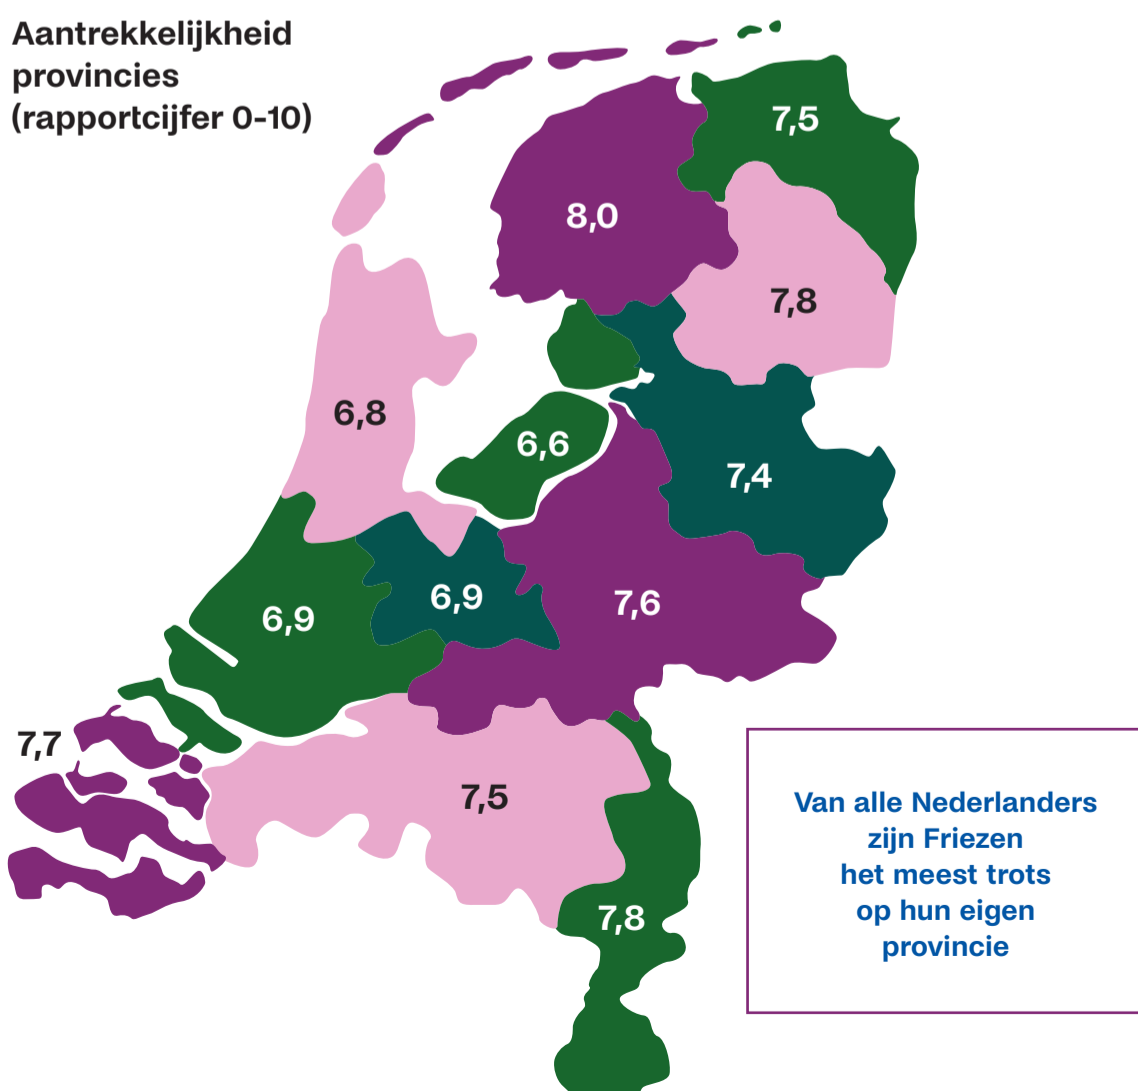 Aantrekkelijkheid
provincies
(rapportcijfer 0-10)
7,5
8,0
7,8
6,8
6,6
7,4
6,9
7,6
6,9
7,7
7,5
7,8
Van alle Nederlanders
zijn Friezen
het meest trots
op hun eigen
provincie